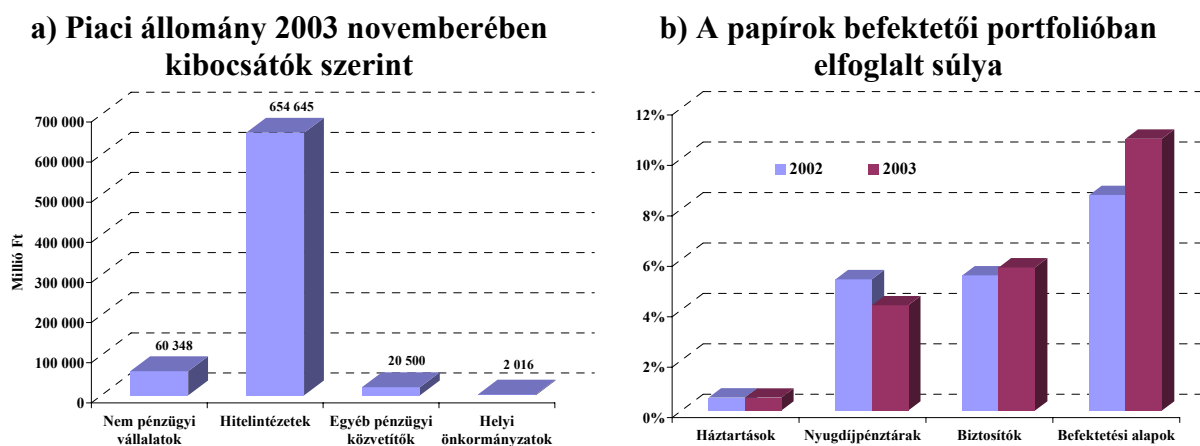 a) Piaci állomány 2003 novemberében
kibocsátók szerint
Millió Ft
700 000
600 000
500 000
400 000
300 000
200 000
100 000
0
60 348
654 645
20 500
2 016
Nem pénzügyi
vállalatok
Hitelintézetek
Egyéb pénzügyi
közvetítők
Helyi
önkormányzatok
b) A papírok befektetői portfolióban
elfoglalt súlya
12%
10%
8%
6%
4%
2%
0%
2002
2003
Háztartások
Nyugdíjpénztárak
Biztosítók
Befektetési alapok